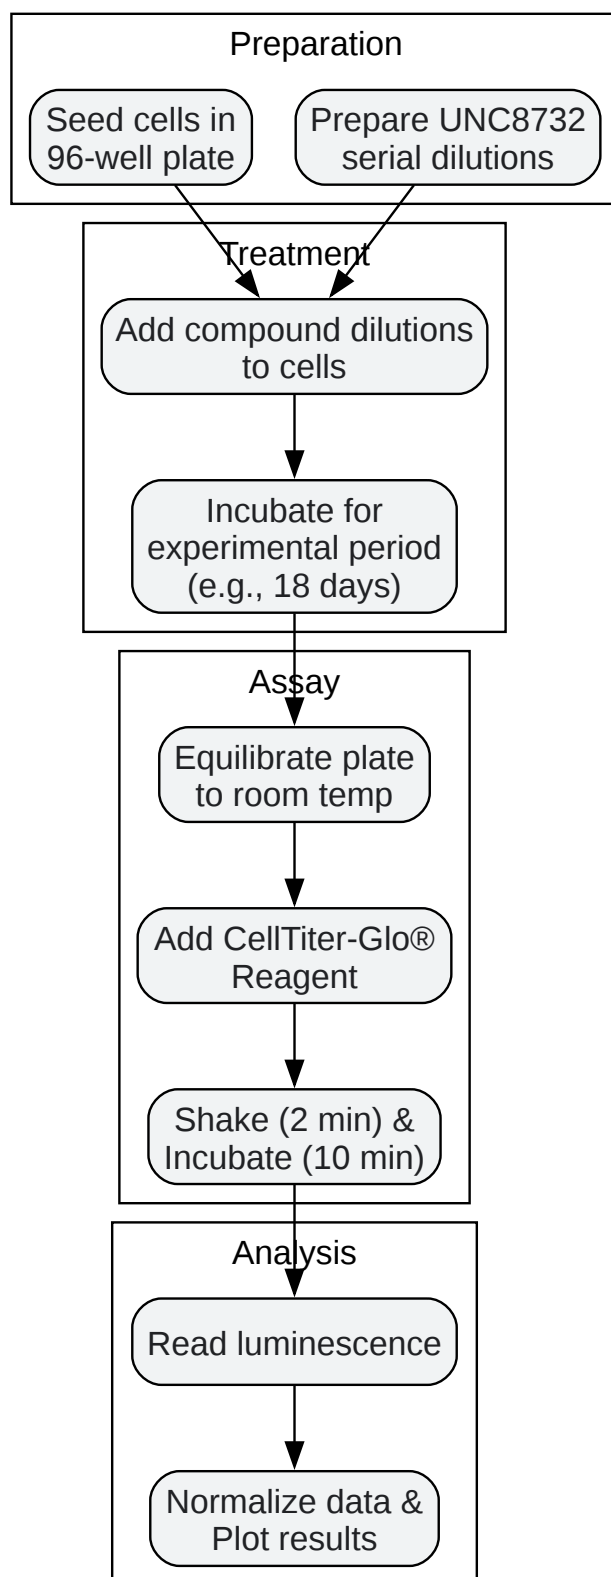 Preparation
Seed cells in
96-well plate
Prepare UNC8732
serial dilutions
Treatment
Add compound dilutions
to cells
Incubate for
experimental period
(e.g., 18 days)
Assay
Equilibrate plate
to room temp
Add CellTiter-Glo®
Reagent
Shake (2 min) &
Incubate (10 min)
Analysis
Read luminescence
Normalize data &
Plot results